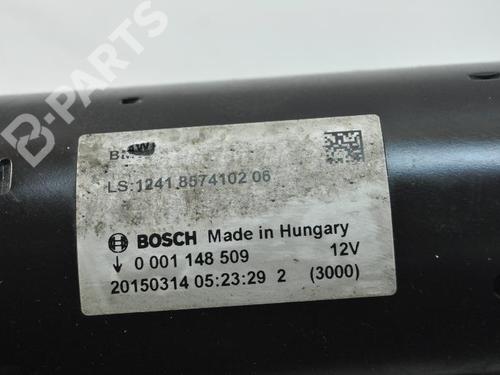 B-PARTS
BMW
LS:1241 8574102 06
BOSCH Made in Hungary
↓ 0 001 148 509 12V
20150314 05:23:29 2 (3000)